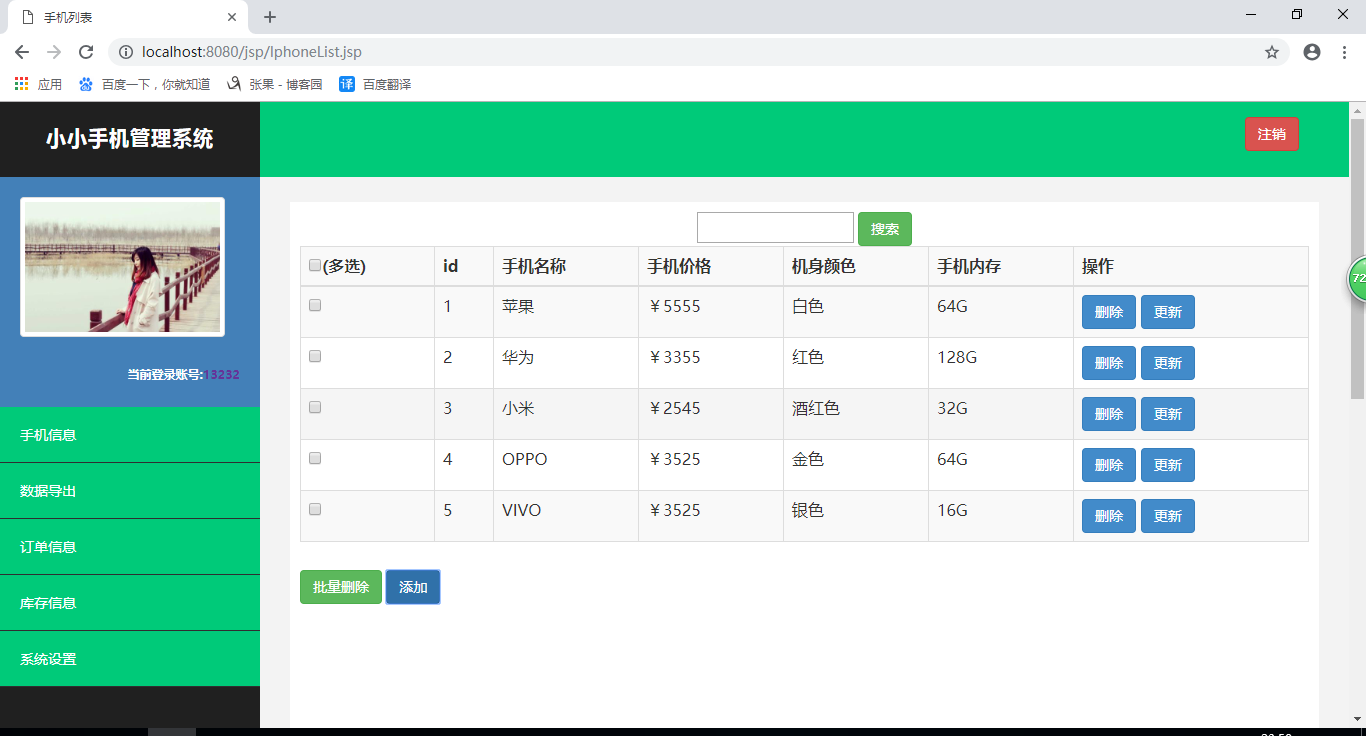 手机列表
localhost:8080/jsp/IphoneList.jsp
应用 百度一下，你就知道 张果 - 博客园 译 百度翻译
小小手机管理系统
注销
当前登录账号:13232
手机信息
数据导出
订单信息
库存信息
系统设置
搜索
(多选) id 手机名称 手机价格 机身颜色 手机内存 操作
1 苹果 ￥5555 白色 64G 删除 更新
2 华为 ￥3355 红色 128G 删除 更新
3 小米 ￥2545 酒红色 32G 删除 更新
4 OPPO ￥3525 金色 64G 删除 更新
5 VIVO ￥3525 银色 16G 删除 更新
批量删除 添加
72